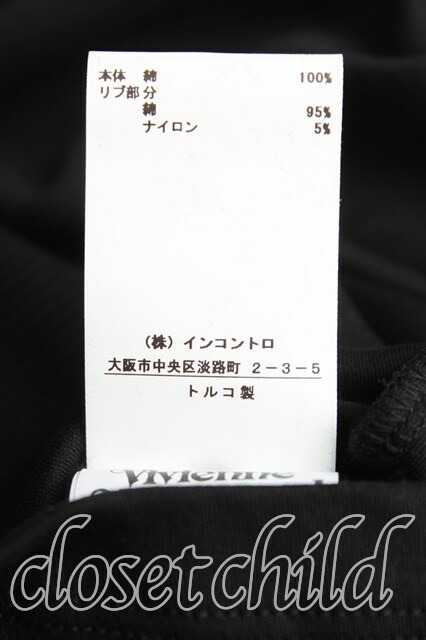 本体 綿 100%
リブ部分
綿 95%
ナイロン 5%
(株)インコントロ
大阪市中央区淡路町 2-3-5
トルコ製
Vivienne
closet child